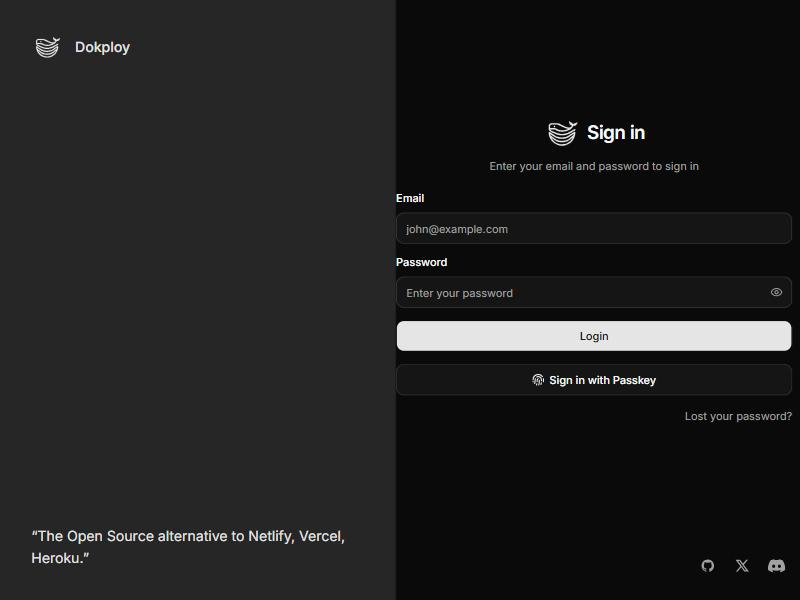 Dokploy
Sign in
Enter your email and password to sign in
Email
john@example.com
Password
Enter your password
Login
Sign in with Passkey
Lost your password?
“The Open Source alternative to Netlify, Vercel,
Heroku.”